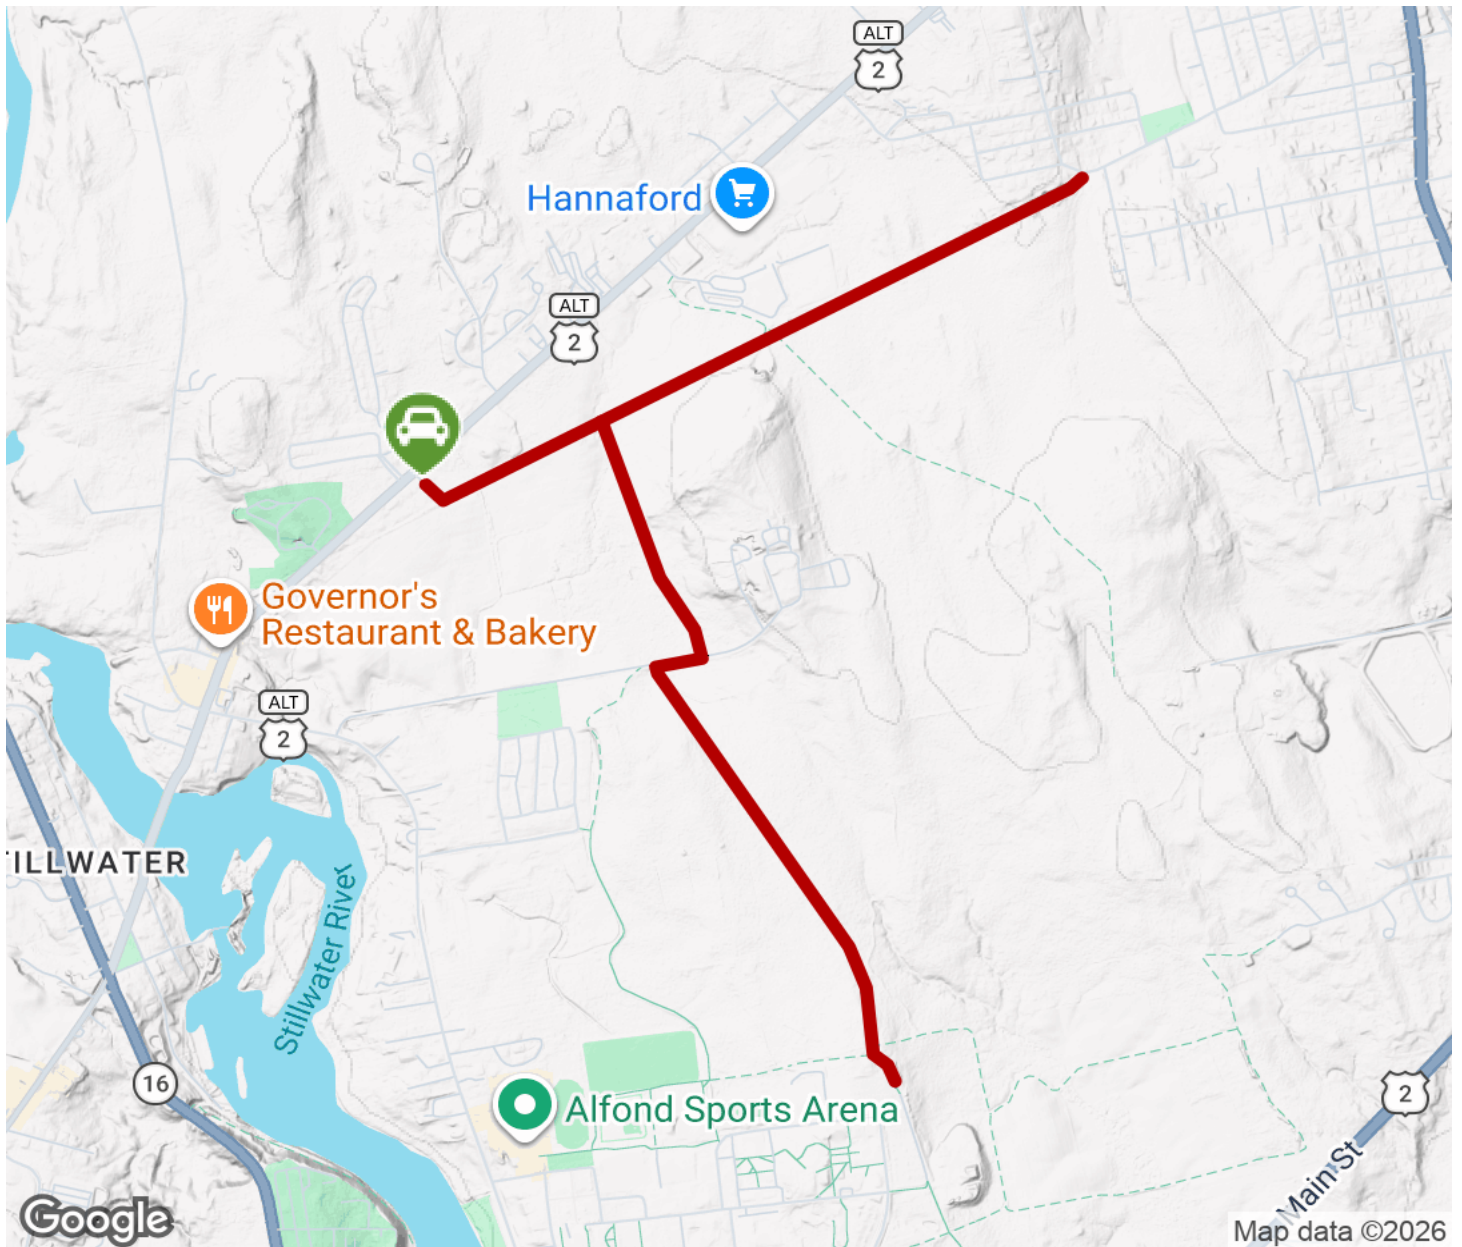 ALT
2
Hannaford
ALT
2
Governor's
Restaurant & Bakery
ALT
2
TILLWATER
Stillwater River
16
2
Alfond Sports Arena
Main St
Google
Map data ©2026